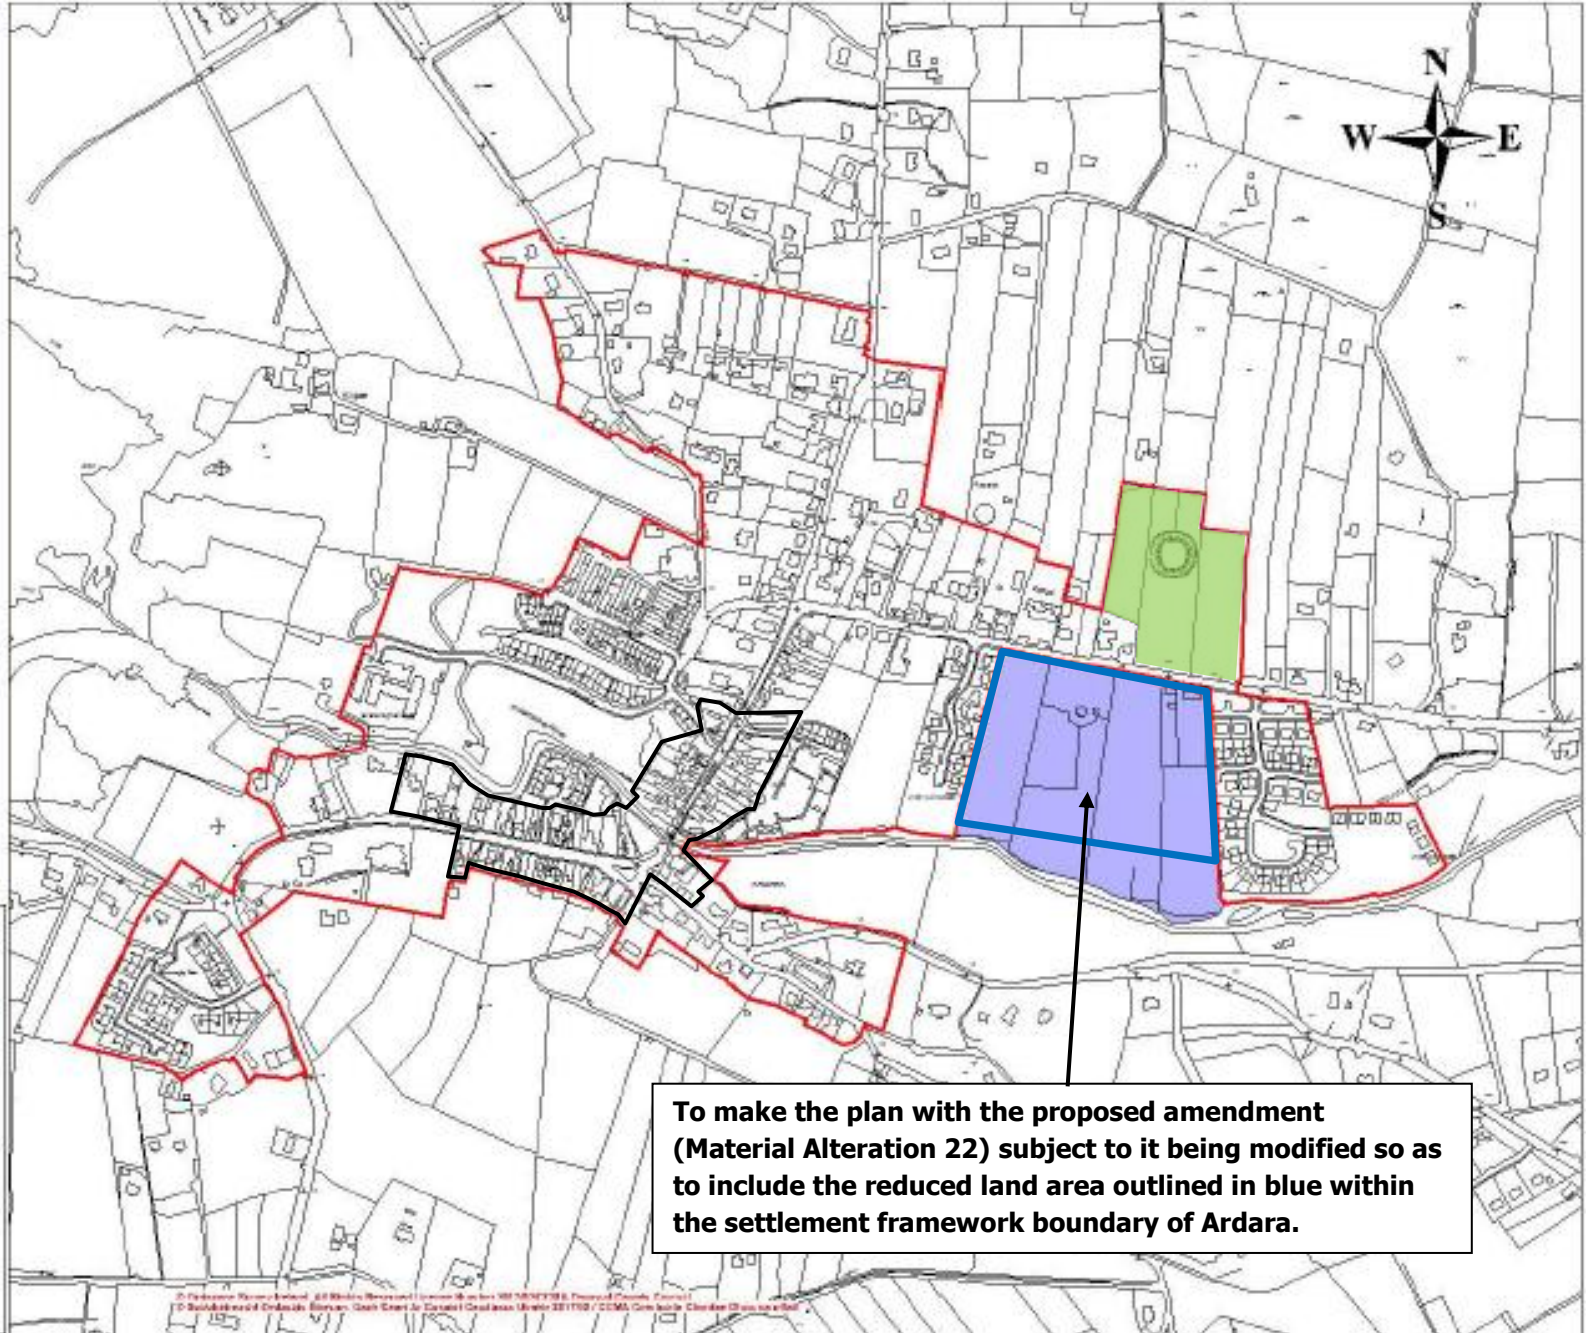 N
W E
S
To make the plan with the proposed amendment
(Material Alteration 22) subject to it being modified so as
to include the reduced land area outlined in blue within
the settlement framework boundary of Ardara.